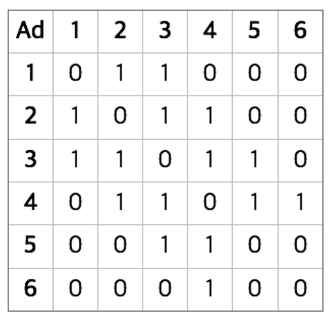 Ad 1 2 3 4 5 6
1 0 1 1 0 0 0
2 1 0 1 1 0 0
3 1 1 0 1 1 0
4 0 1 1 0 1 1
5 0 0 1 1 0 0
6 0 0 0 1 0 0